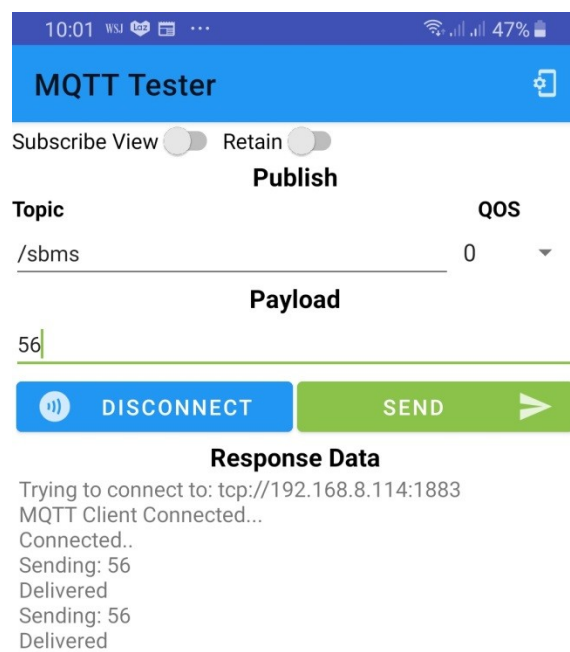 10:01 WSJ Laz ... 47%
MQTT Tester
Subscribe View Retain
Publish
Topic QOS
/sbms 0
Payload
56
DISCONNECT SEND
Response Data
Trying to connect to: tcp://192.168.8.114:1883
MQTT Client Connected...
Connected..
Sending: 56
Delivered
Sending: 56
Delivered